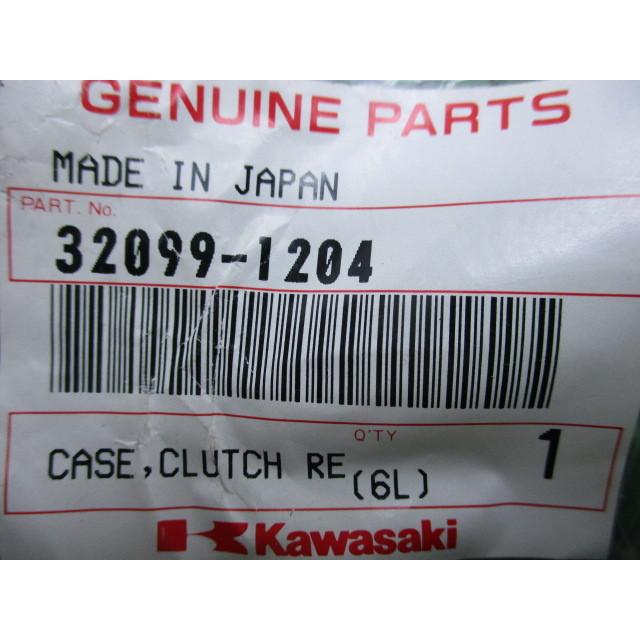 GENUINE PARTS
MADE IN JAPAN
PART. No.
32099-1204
Q'TY
CASE,CLUTCH RE 1
(6L)
Kawasaki